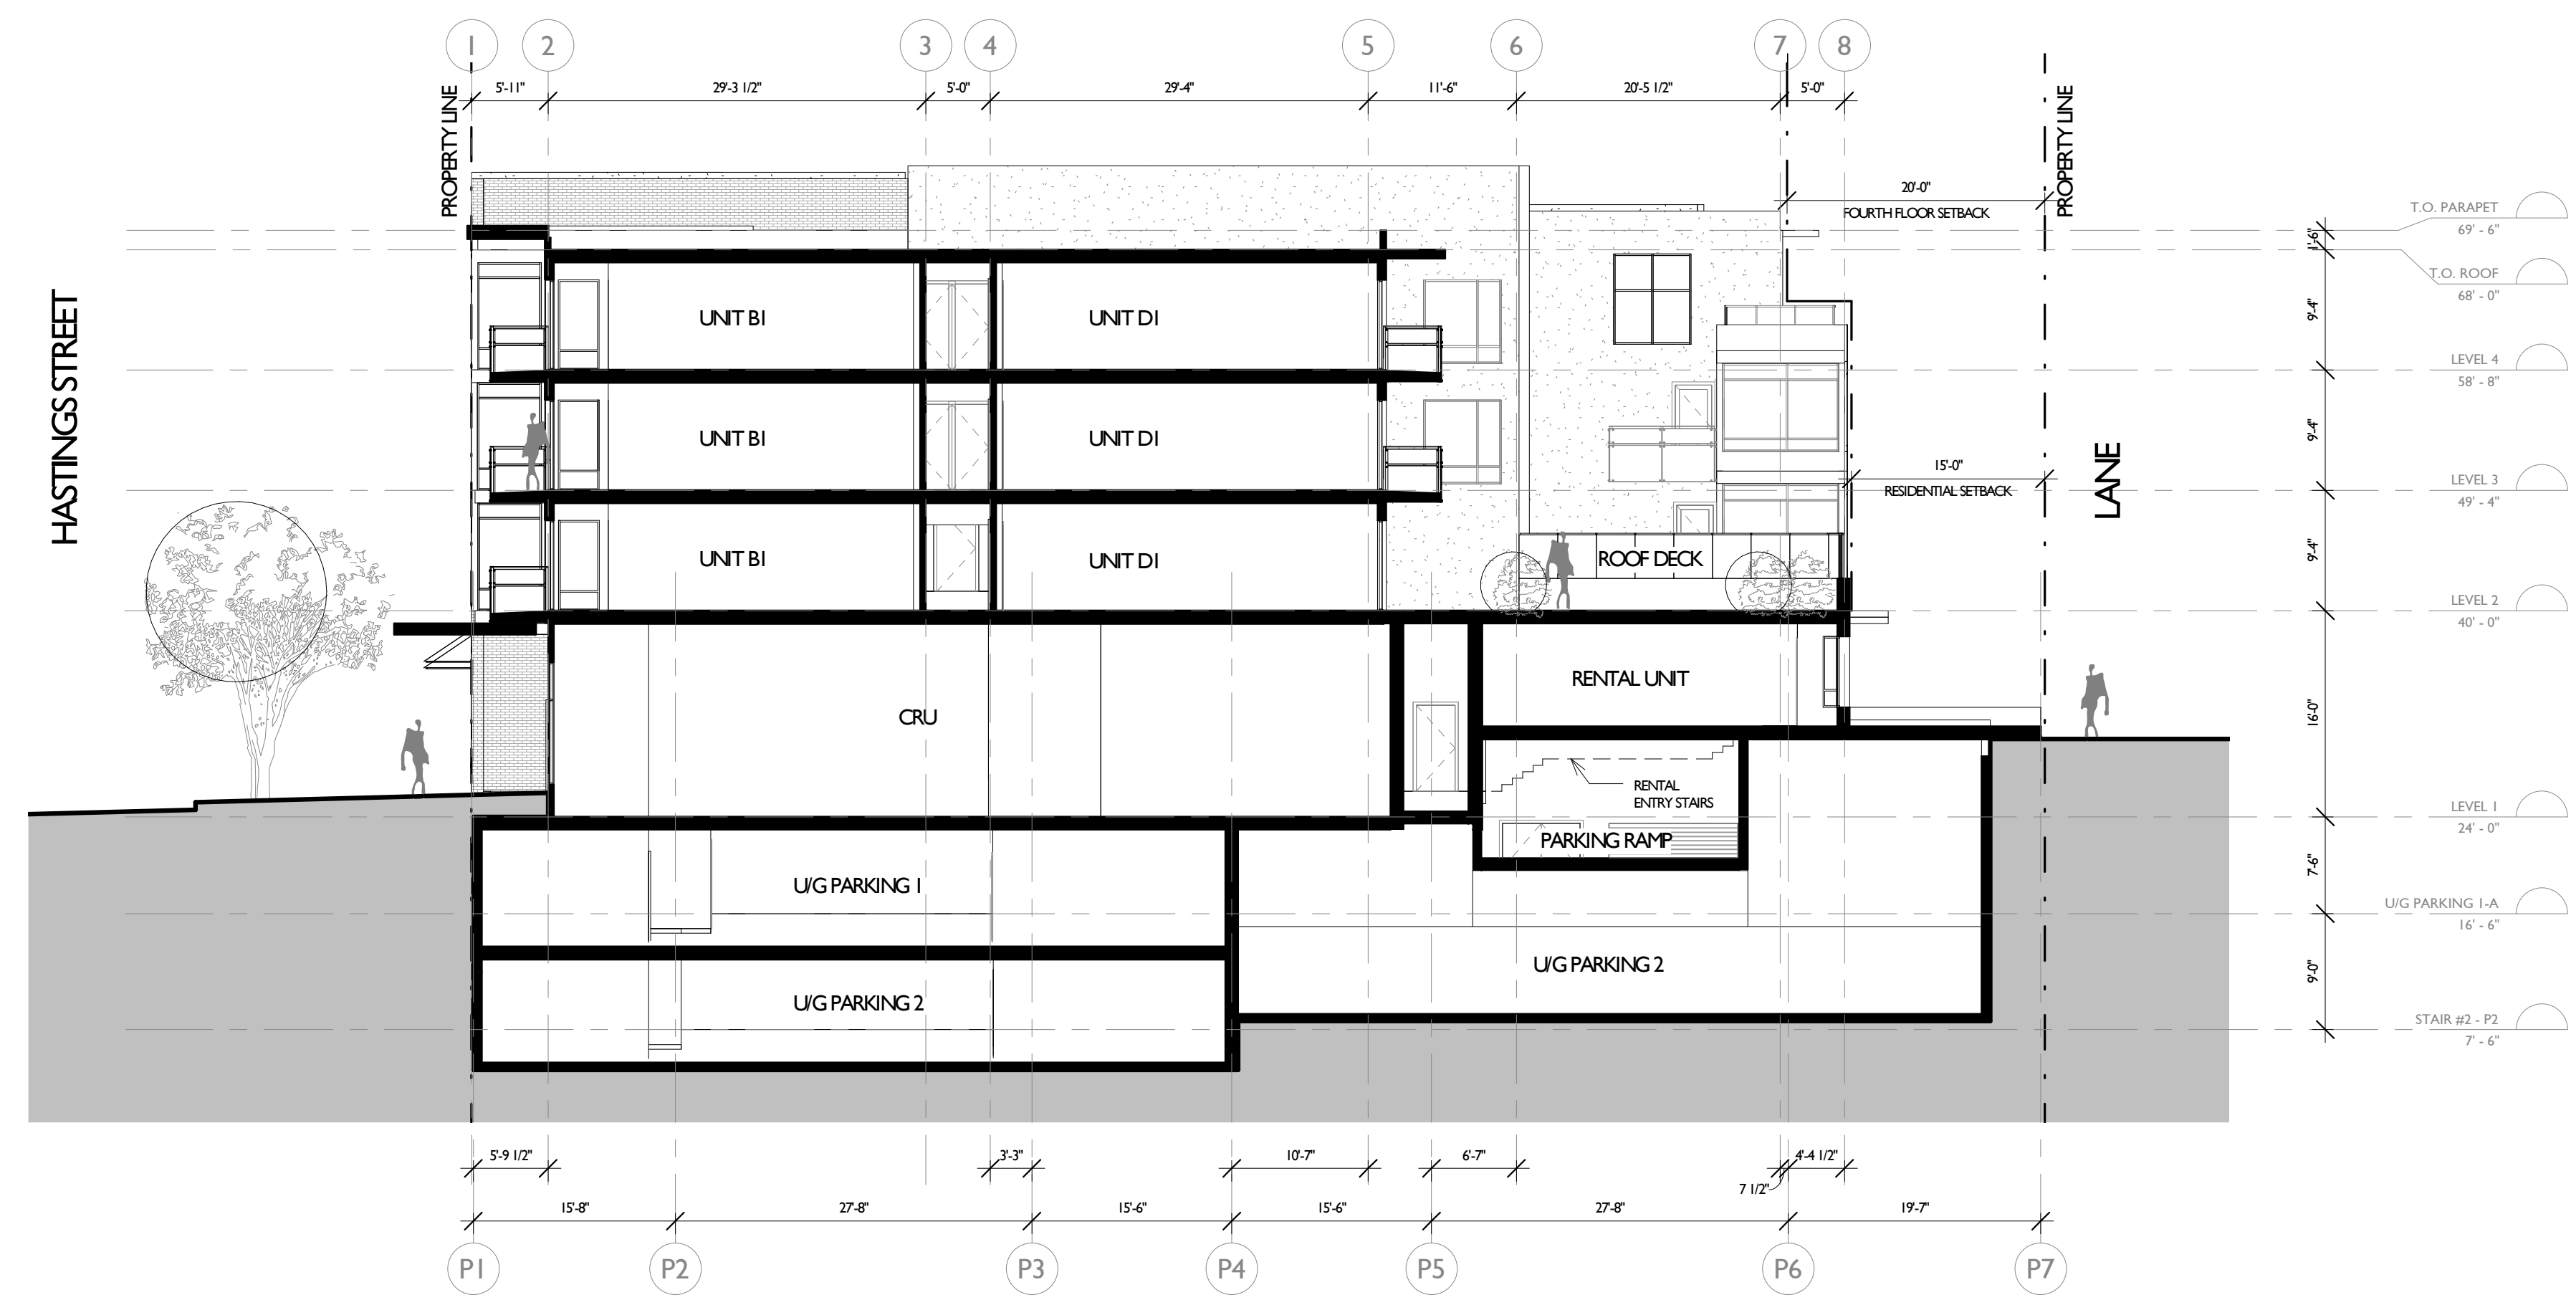 1 2 3 4 5 6 7 8
5'-11" 29'-3 1/2" 5'-0" 29'-4" 11'-6" 20'-5 1/2" 5'-0"
PROPERTY LINE
PROPERTY LINE
20'-0"
FOURTH FLOOR SETBACK
T.O. PARAPET
69' - 6"
1'-6"
T.O. ROOF
68' - 0"
HASTINGS STREET
UNIT B1
UNIT D1
9'-4"
LEVEL 4
58' - 8"
UNIT B1
UNIT D1
9'-4"
15'-0"
RESIDENTIAL SETBACK
LANE
LEVEL 3
49' - 4"
UNIT B1
UNIT D1
ROOF DECK
9'-4"
LEVEL 2
40' - 0"
RENTAL UNIT
CRU
16'-0"
RENTAL
ENTRY STAIRS
LEVEL 1
24' - 0"
PARKING RAMP
7'-6"
U/G PARKING 1
U/G PARKING 1-A
16' - 6"
U/G PARKING 2
9'-0"
U/G PARKING 2
STAIR #2 - P2
7' - 6"
5'-9 1/2" 3'-3" 10'-7" 6'-7" 4'-4 1/2"
7 1/2"
15'-8" 27'-8" 15'-6" 15'-6" 27'-8" 19'-7"
P1 P2 P3 P4 P5 P6 P7